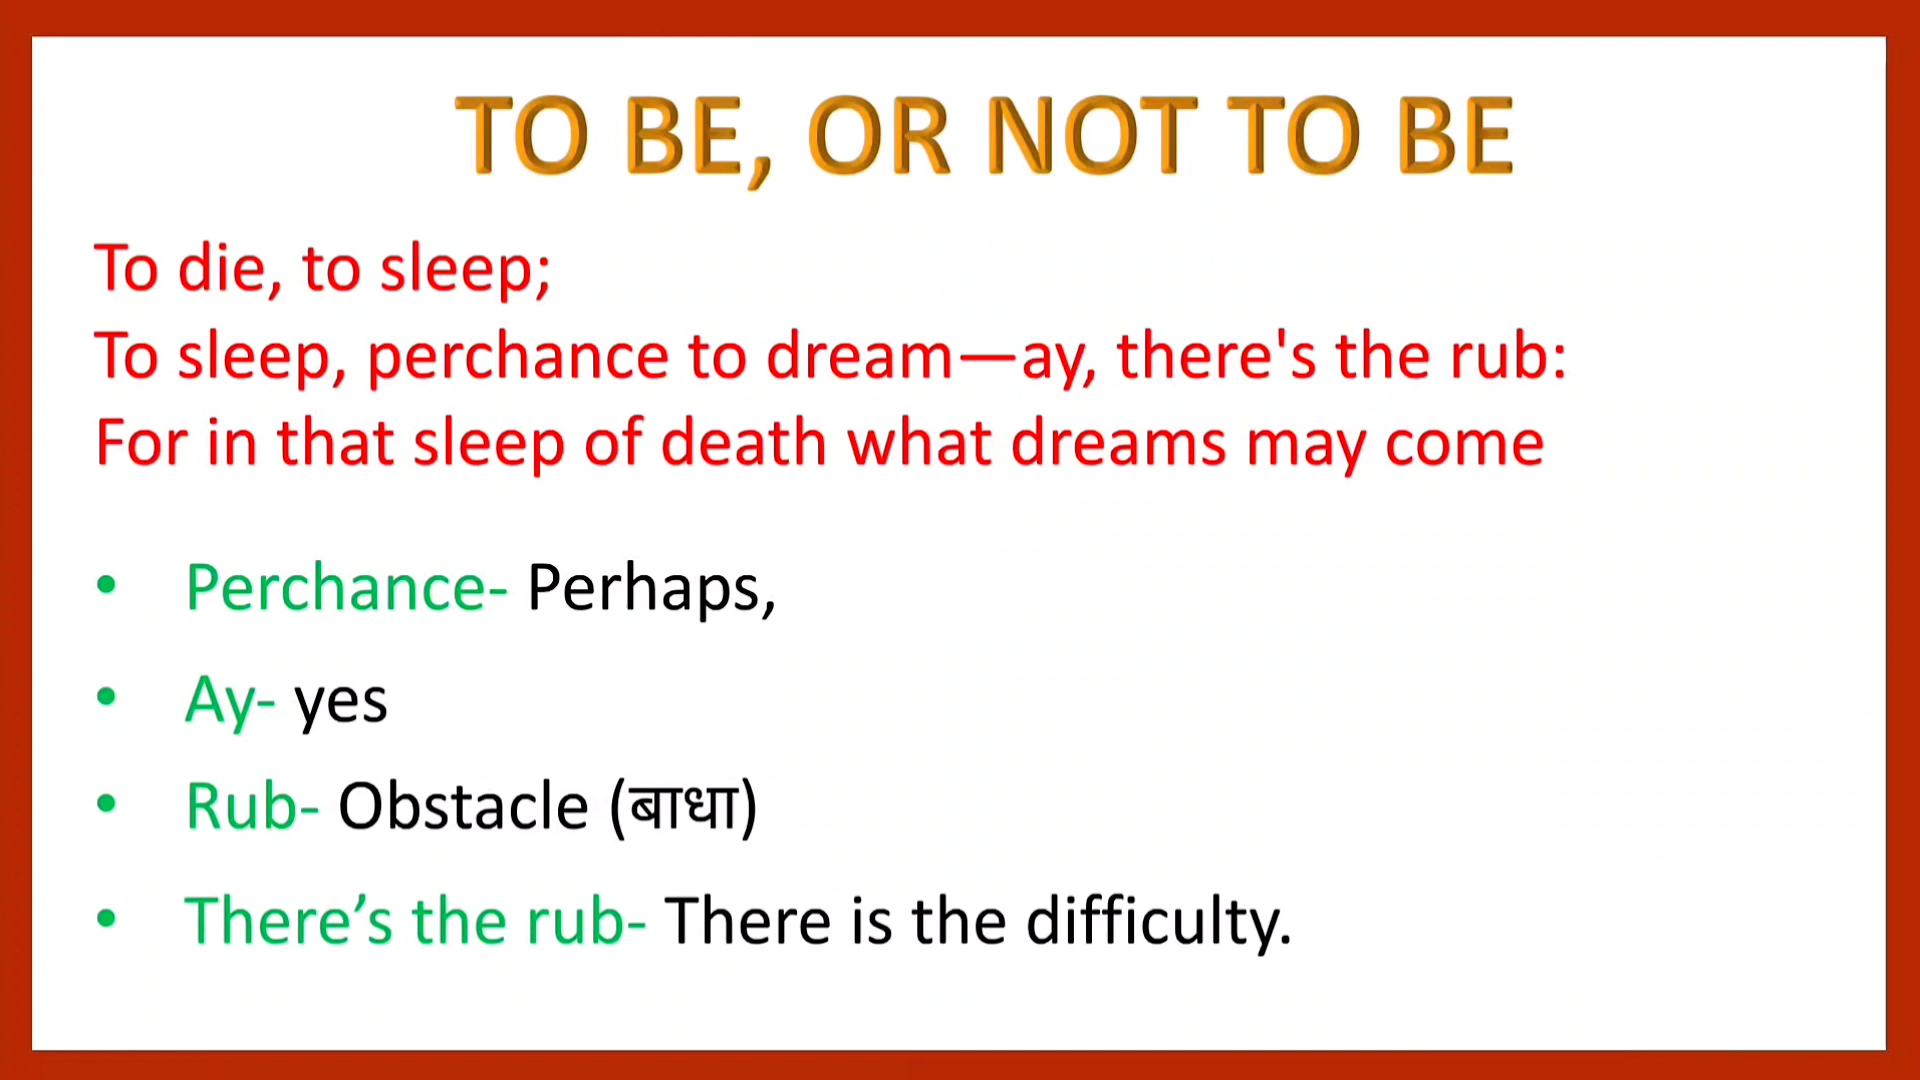 TO BE, OR NOT TO BE
To die, to sleep;
To sleep, perchance to dream—ay, there's the rub:
For in that sleep of death what dreams may come
• Perchance- Perhaps,
• Ay- yes
• Rub- Obstacle (बाधा)
• There’s the rub- There is the difficulty.